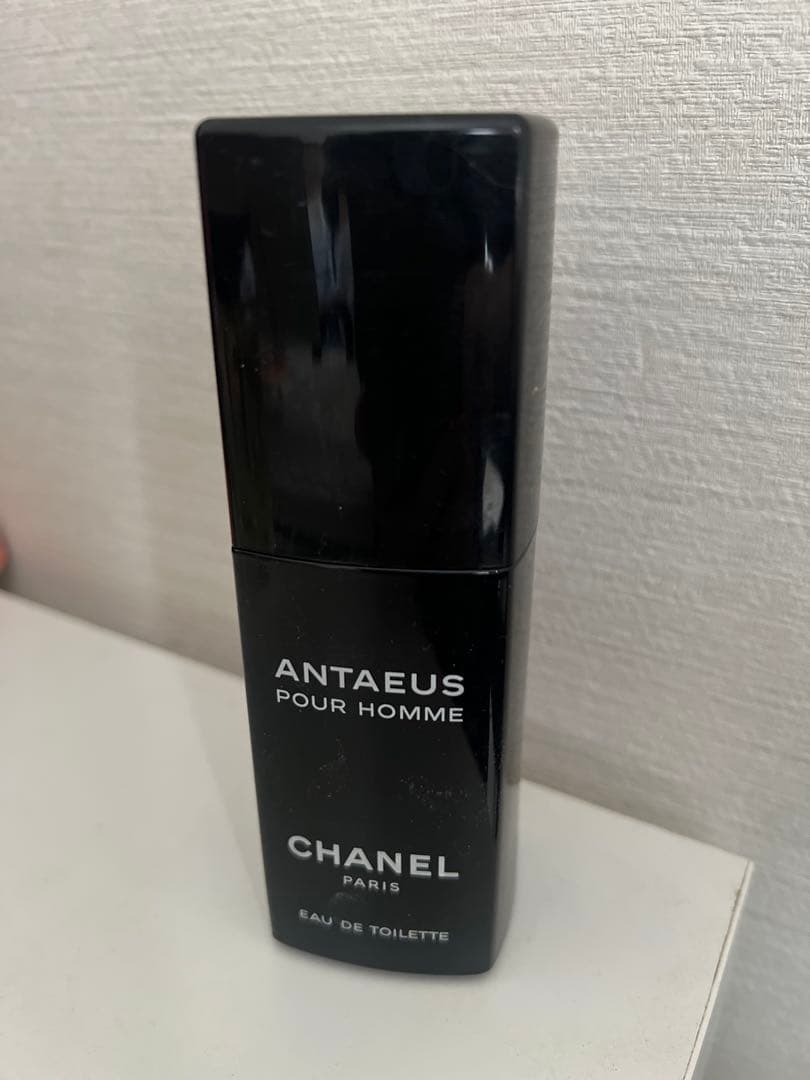 ANTAEUS
POUR HOMME
CHANEL
PARIS
EAU DE TOILETTE